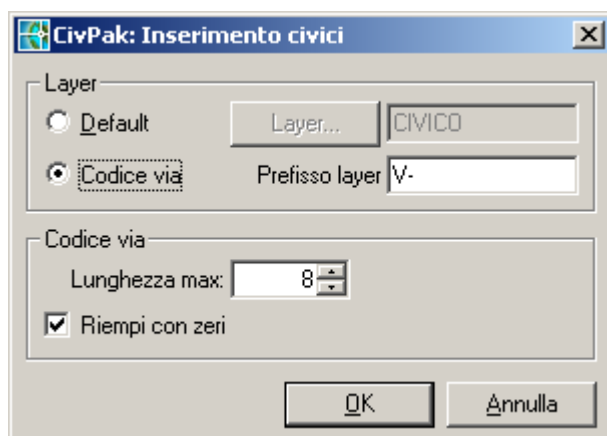 CivPak: Inserimento civici
Layer
Default Layer... CIVICO
Codice via Prefisso layer V-
Codice via
Lunghezza max: 8
Riempi con zeri
OK Annulla